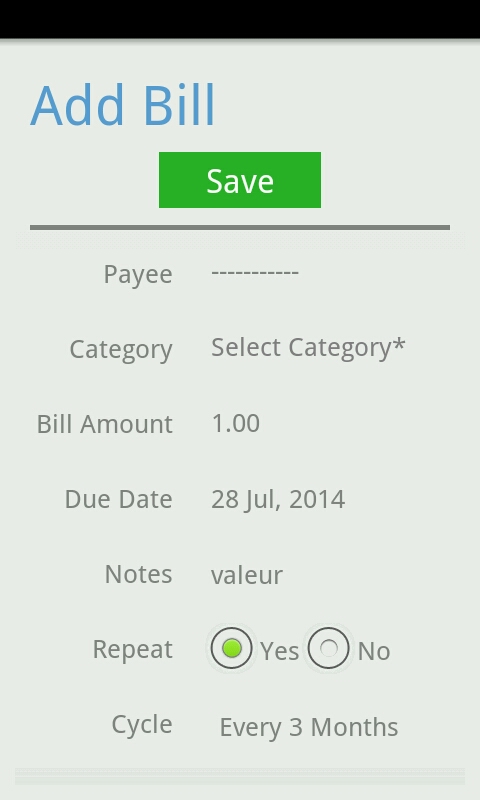 Add Bill
Save
Payee -----------
Category Select Category*
Bill Amount 1.00
Due Date 28 Jul, 2014
Notes valeur
Repeat Yes No
Cycle Every 3 Months